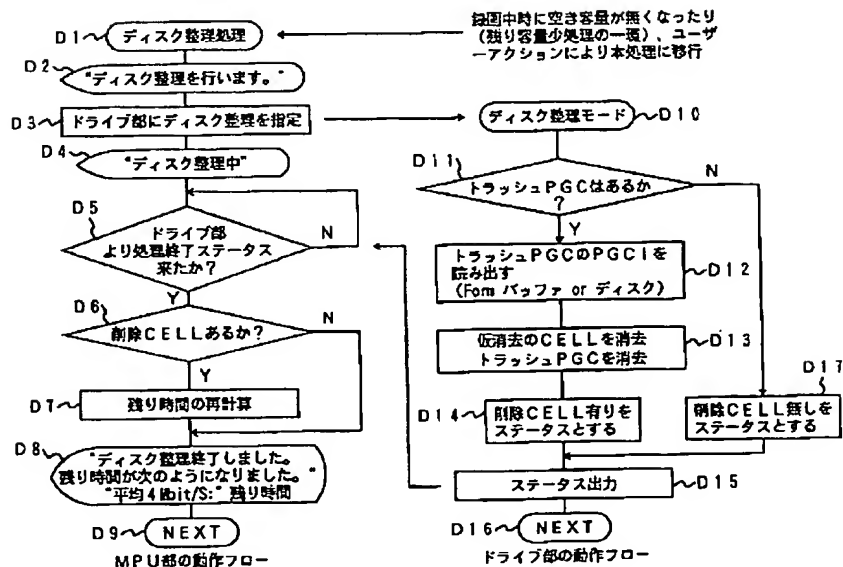 録画中時に空き容量が無くなったり
(残り容量少処理の一環)、ユーザ
ーアクションにより本処理に移行
D1
ディスク整理処理
D2
"ディスク整理を行います。"
D3
ドライブ部にディスク整理を指定
D4
"ディスク整理中"
D5
ドライブ部
より処理終了ステータス
来たか?
N
Y
D6
削除CELLあるか?
N
Y
D7
残り時間の再計算
D8
"ディスク整理終了しました。
残り時間が次のようになりました。"
"平均4Mbit/S:"残り時間
D9
NEXT
MPU部の動作フロー
ディスク整理モード
D10
D11
トラッシュPGCはあるか
?
N
Y
トラッシュPGCのPGCIを
読み出す
(Form バッファ or ディスク)
D12
仮消去のCELLを消去
トラッシュPGCを消去
D13
D14
削除CELL有りを
ステータスとする
D17
削除CELL無しを
ステータスとする
ステータス出力
D15
D16
NEXT
ドライブ部の動作フロー